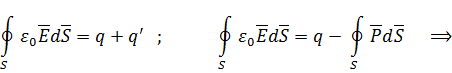 ∮_S ε₀E̅dS̅ = q + q′ ; ∮_S ε₀E̅dS̅ = q − ∮_S P̅dS̅ ⟹